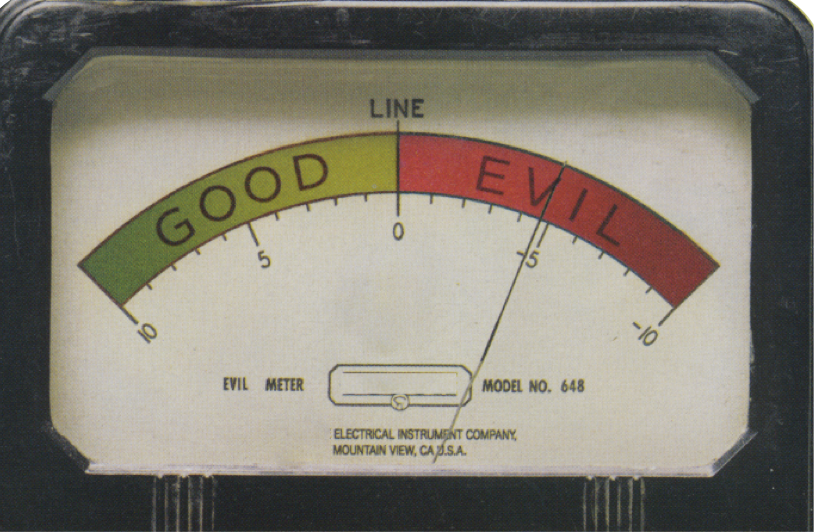 LINE
GOOD EVIL
10 5 0 -5 -10
EVIL METER MODEL NO. 648
ELECTRICAL INSTRUMENT COMPANY,
MOUNTAIN VIEW, CA U.S.A.